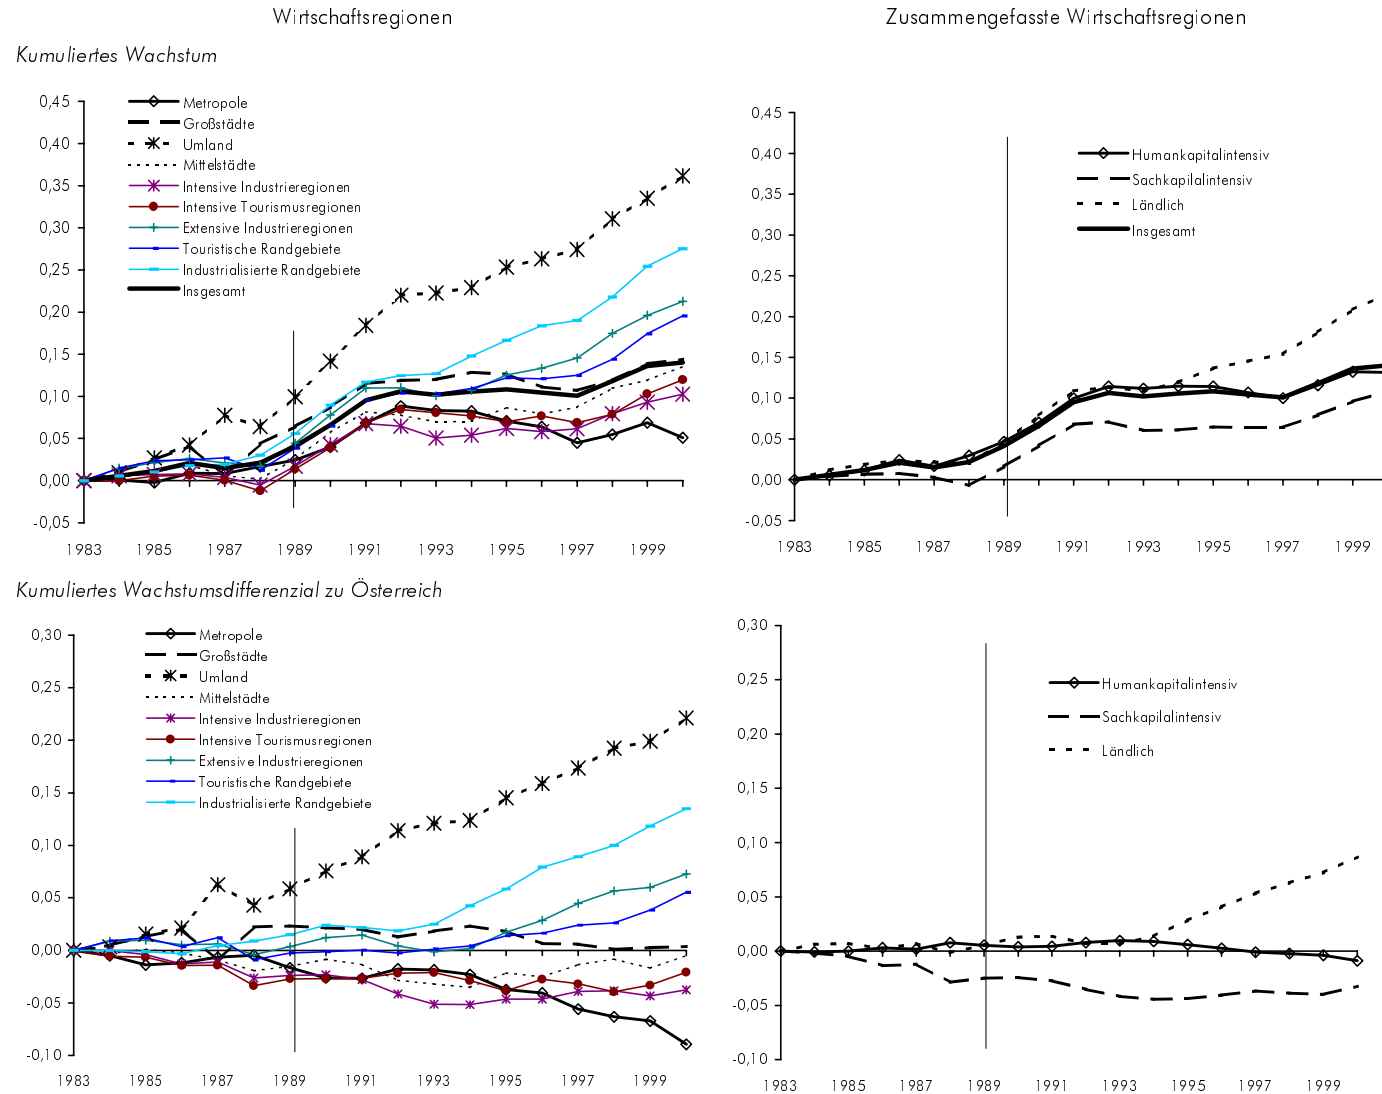 Wirtschaftsregionen
Zusammengefasste Wirtschaftsregionen
Kumuliertes Wachstum
0,45
0,40
0,35
0,30
0,25
0,20
0,15
0,10
0,05
0,00
-0,05
Metropole
Großstädte
Umland
Mittelstädte
Intensive Industrieregionen
Intensive Tourismusregionen
Extensive Industrieregionen
Touristische Randgebiete
Industrialisierte Randgebiete
Insgesamt
1983 1985 1987 1989 1991 1993 1995 1997 1999
0,45
0,40
0,35
0,30
0,25
0,20
0,15
0,10
0,05
0,00
-0,05
Humankapitalintensiv
Sachkapilalintensiv
Ländlich
Insgesamt
1983 1985 1987 1989 1991 1993 1995 1997 1999
Kumuliertes Wachstumsdifferenzial zu Österreich
0,30
0,25
0,20
0,15
0,10
0,05
0,00
-0,05
-0,10
Metropole
Großstädte
Umland
Mittelstädte
Intensive Industrieregionen
Intensive Tourismusregionen
Extensive Industrieregionen
Touristische Randgebiete
Industrialisierte Randgebiete
1983 1985 1987 1989 1991 1993 1995 1997 1999
0,30
0,25
0,20
0,15
0,10
0,05
0,00
-0,05
-0,10
Humankapitalintensiv
Sachkapilalintensiv
Ländlich
1983 1985 1987 1989 1991 1993 1995 1997 1999